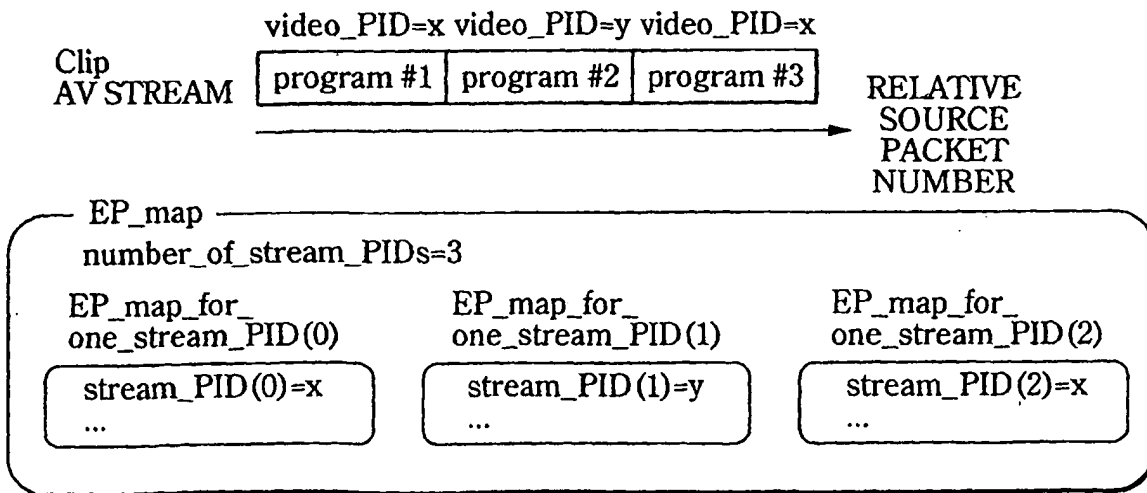 video_PID=x video_PID=y video_PID=x
Clip
AV STREAM
program #1 program #2 program #3
RELATIVE
SOURCE
PACKET
NUMBER
EP_map
number_of_stream_PIDs=3
EP_map_for_
one_stream_PID(0)
stream_PID(0)=x
...
EP_map_for_
one_stream_PID(1)
stream_PID(1)=y
...
EP_map_for_
one_stream_PID(2)
stream_PID(2)=x
...